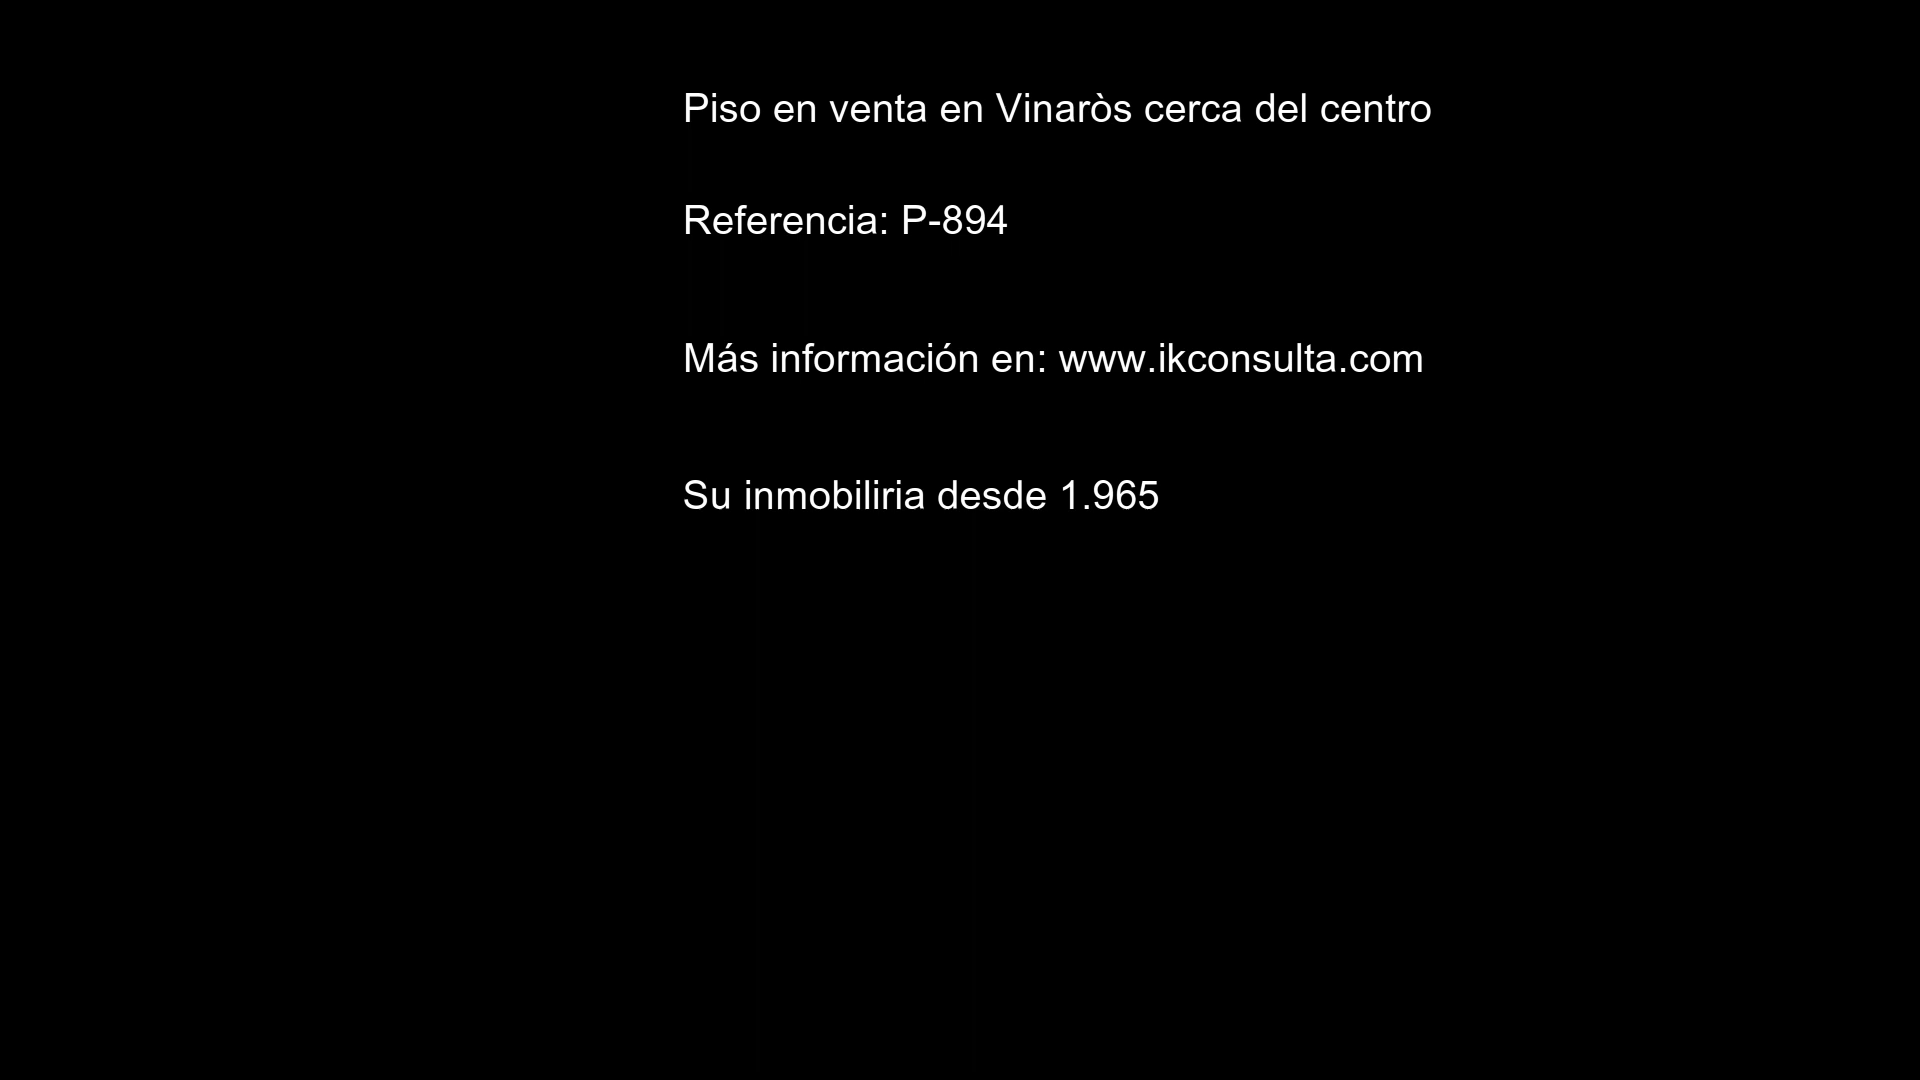 Piso en venta en Vinaròs cerca del centro
Referencia: P-894
Más información en: www.ikconsulta.com
Su inmobiliria desde 1.965